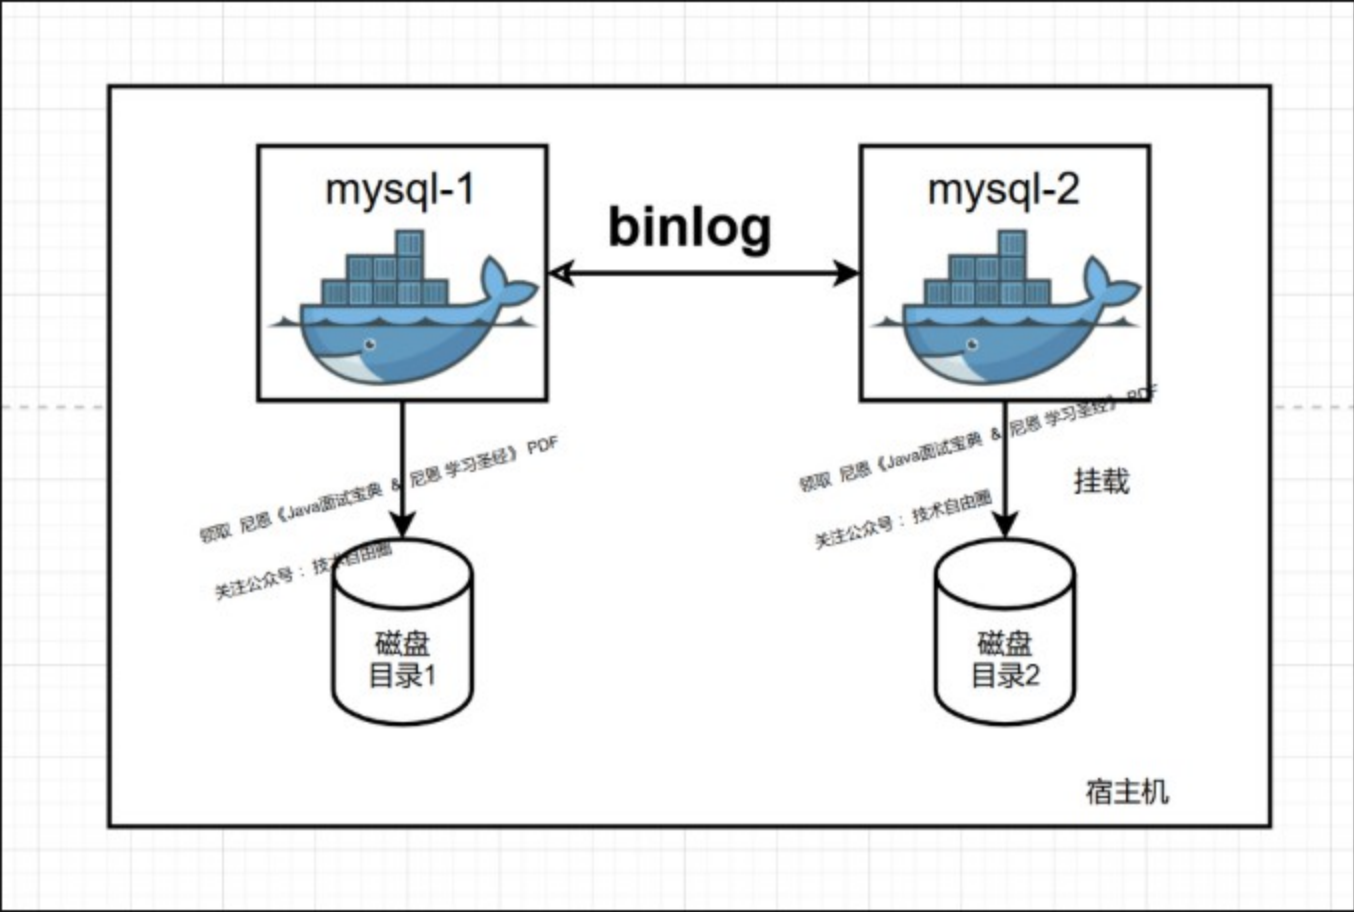 mysql-1
binlog
mysql-2
领取 尼恩《Java面试宝典 & 尼恩 学习圣经》 PDF
关注公众号： 技术自由圈
领取 尼恩《Java面试宝典 & 尼恩 学习圣经》 PDF
关注公众号： 技术自由圈
挂载
磁盘
目录1
磁盘
目录2
宿主机